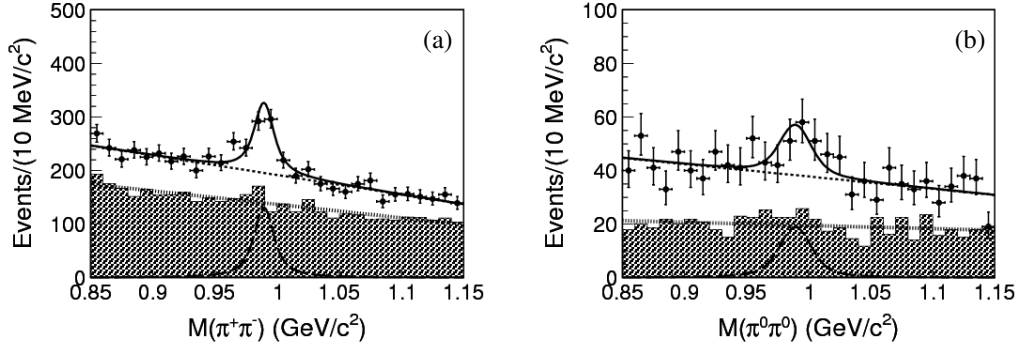 500
400
300
200
100
0
Events/(10 MeV/c²)
(a)
0.85 0.9 0.95 1 1.05 1.1 1.15
M(π⁺π⁻) (GeV/c²)
100
80
60
40
20
0
Events/(10 MeV/c²)
(b)
0.85 0.9 0.95 1 1.05 1.1 1.15
M(π⁰π⁰) (GeV/c²)